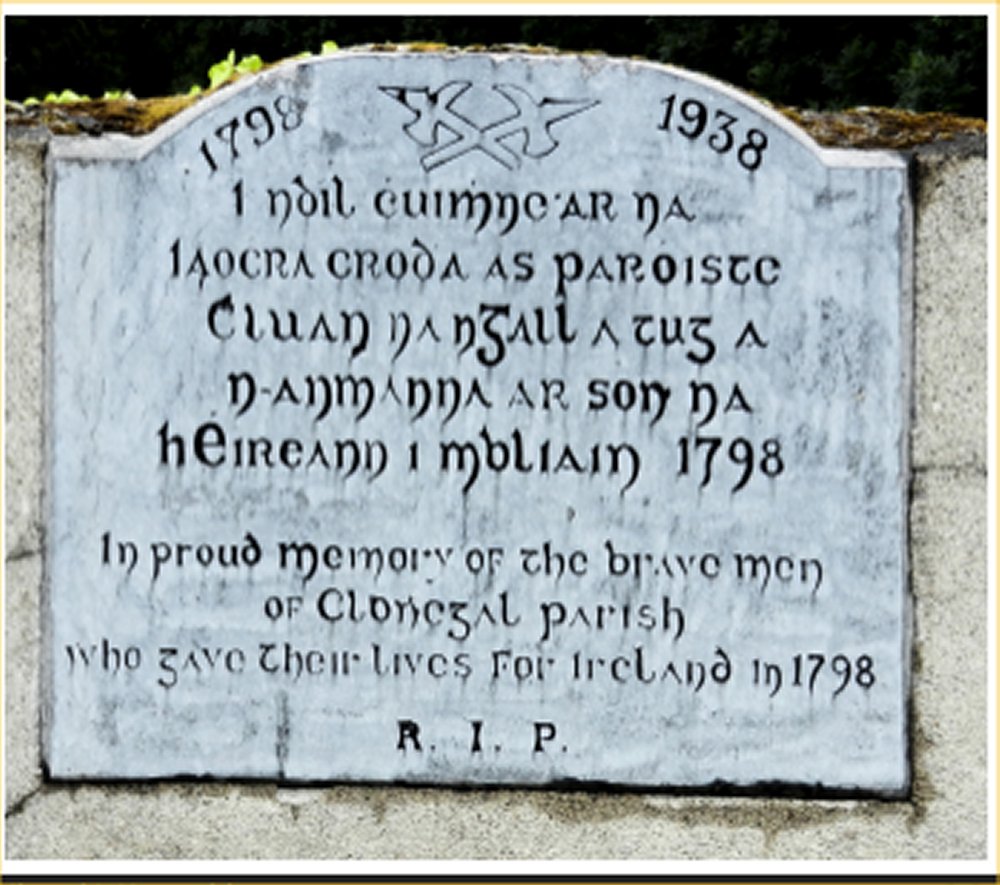 1798 1938
I ndil cuimhne ar na
laochra croda as paroiste
Cluan na ngall a tug a
n-anmanna ar son na
hEireann i mbliain 1798
In proud memory of the brave men
of Clonegal parish
who gave their lives for Ireland in 1798
R. I. P.